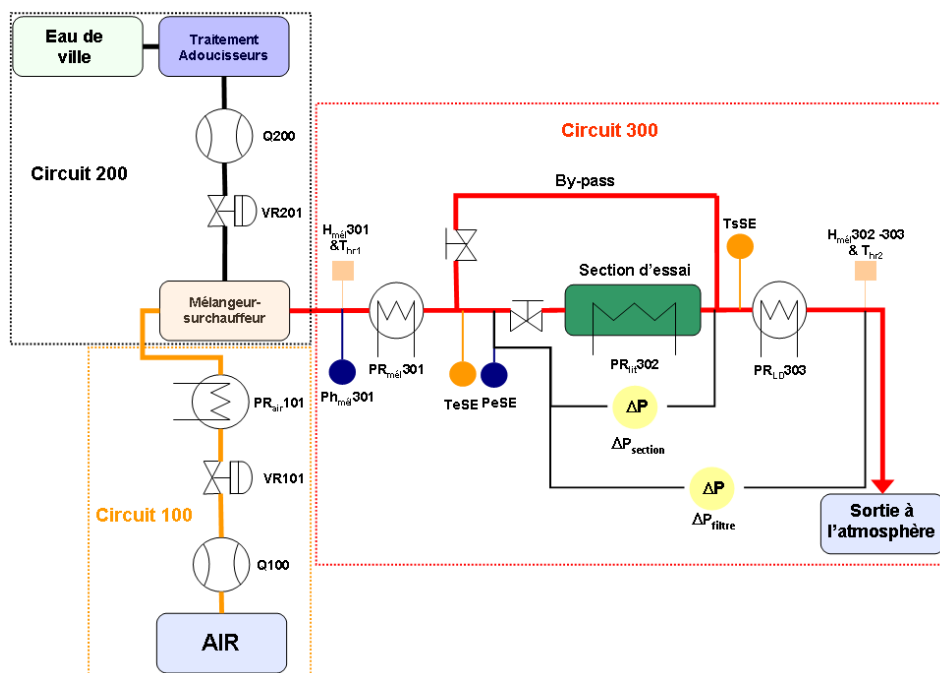 Eau de
ville
Traitement
Adoucisseurs
Q200
Circuit 200
VR201
Mélangeur-
surchauffeur
PRair101
VR101
Circuit 100
Q100
AIR
Circuit 300
By-pass
Hmél301
&Thr1
TsSE
Hmél302 -303
& Thr2
Section d'essai
PRmél301
PRlit302
PRLD303
Phmél301
TeSE
PeSE
ΔP
ΔPsection
ΔP
ΔPfiltre
Sortie à
l'atmosphère